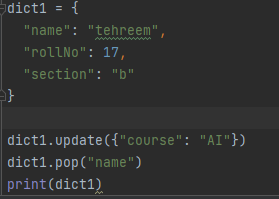 dict1 = {
  "name": "tehreem",
  "rollNo": 17,
  "section": "b"
}

dict1.update({"course": "AI"})
dict1.pop("name")
print(dict1)